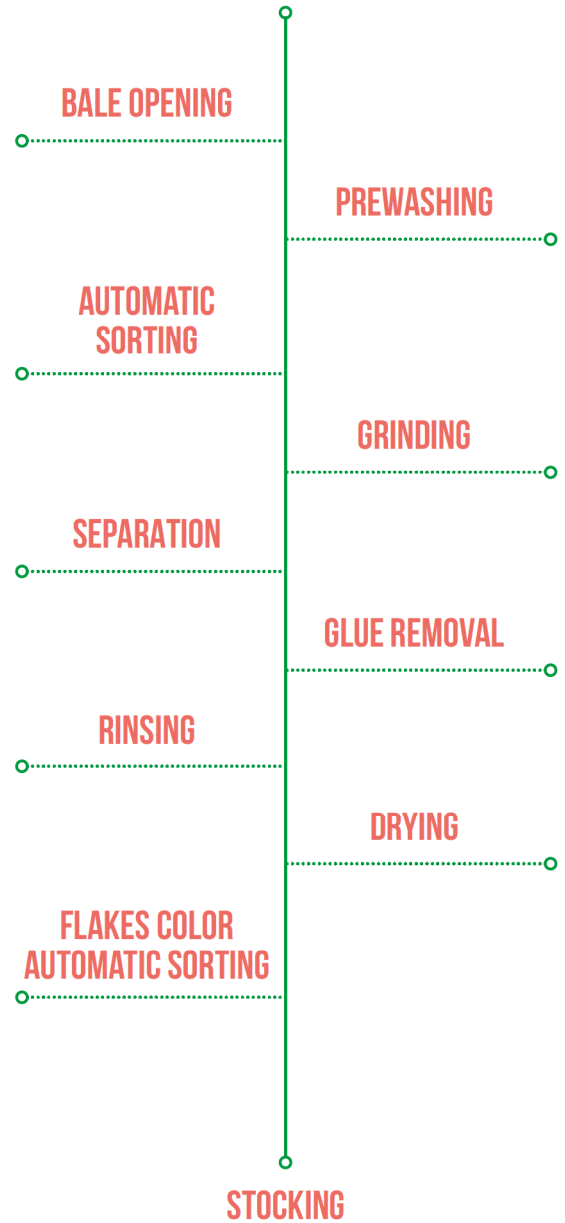 BALE OPENING
PREWASHING
AUTOMATIC
SORTING
GRINDING
SEPARATION
GLUE REMOVAL
RINSING
DRYING
FLAKES COLOR
AUTOMATIC SORTING
STOCKING